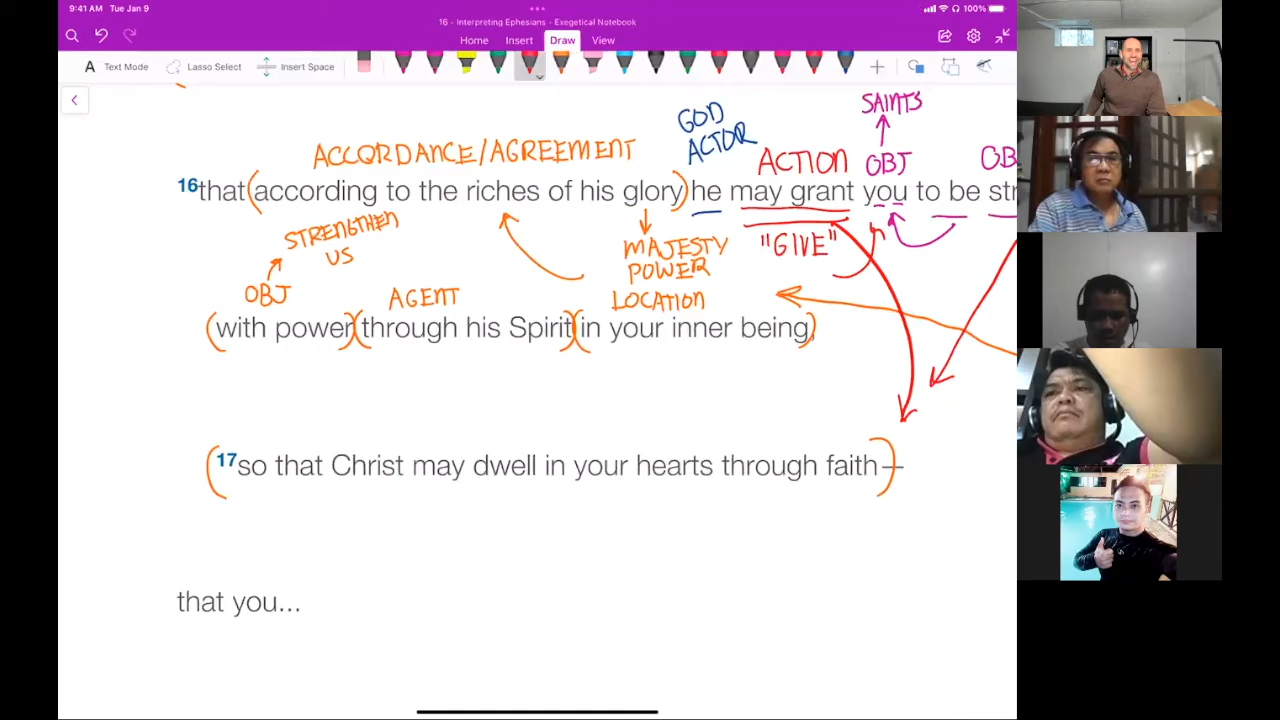 9:41 AM Tue Jan 9
100%
16 - Interpreting Ephesians - Exegetical Notebook
Home Insert Draw View
A Text Mode Lasso Select Insert Space
SAINTS
GOD
ACTOR
ACCORDANCE/AGREEMENT
ACTION OBJ OB
16that (according to the riches of his glory) he may grant you to be str
STRENGTHEN
US
MAJESTY
POWER
"GIVE"
OBJ AGENT LOCATION
(with power)(through his Spirit)(in your inner being,)
(17so that Christ may dwell in your hearts through faith)—
that you...